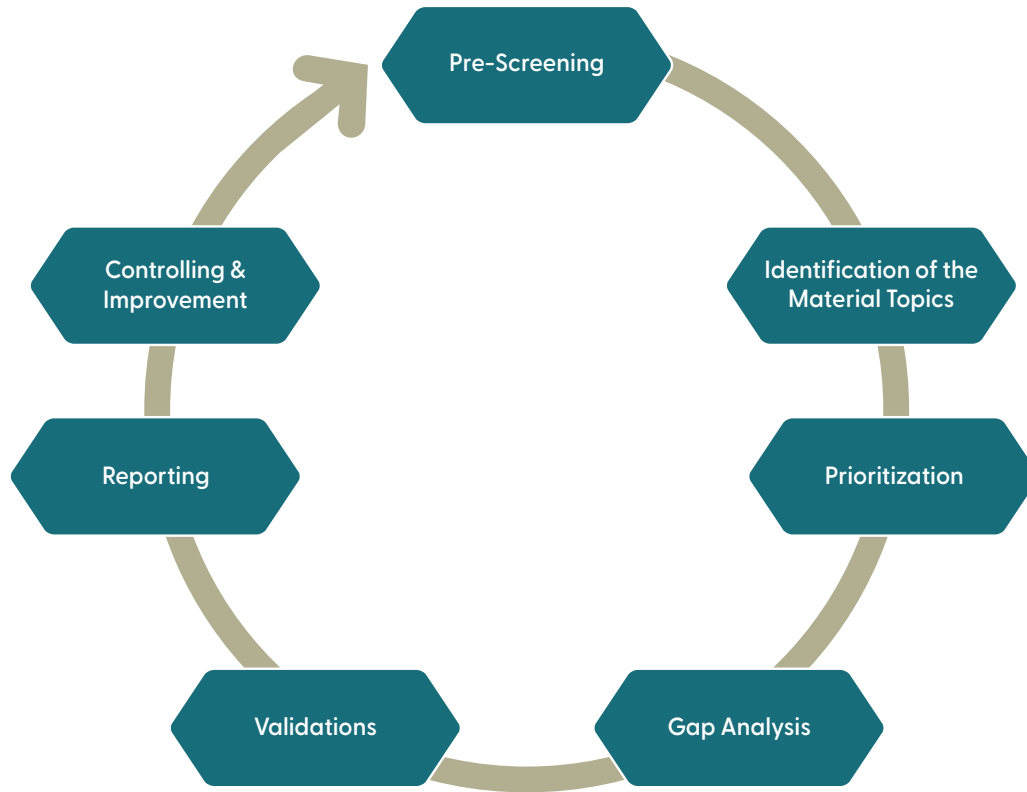 Pre-Screening
Identification of the
Material Topics
Prioritization
Gap Analysis
Validations
Reporting
Controlling &
Improvement